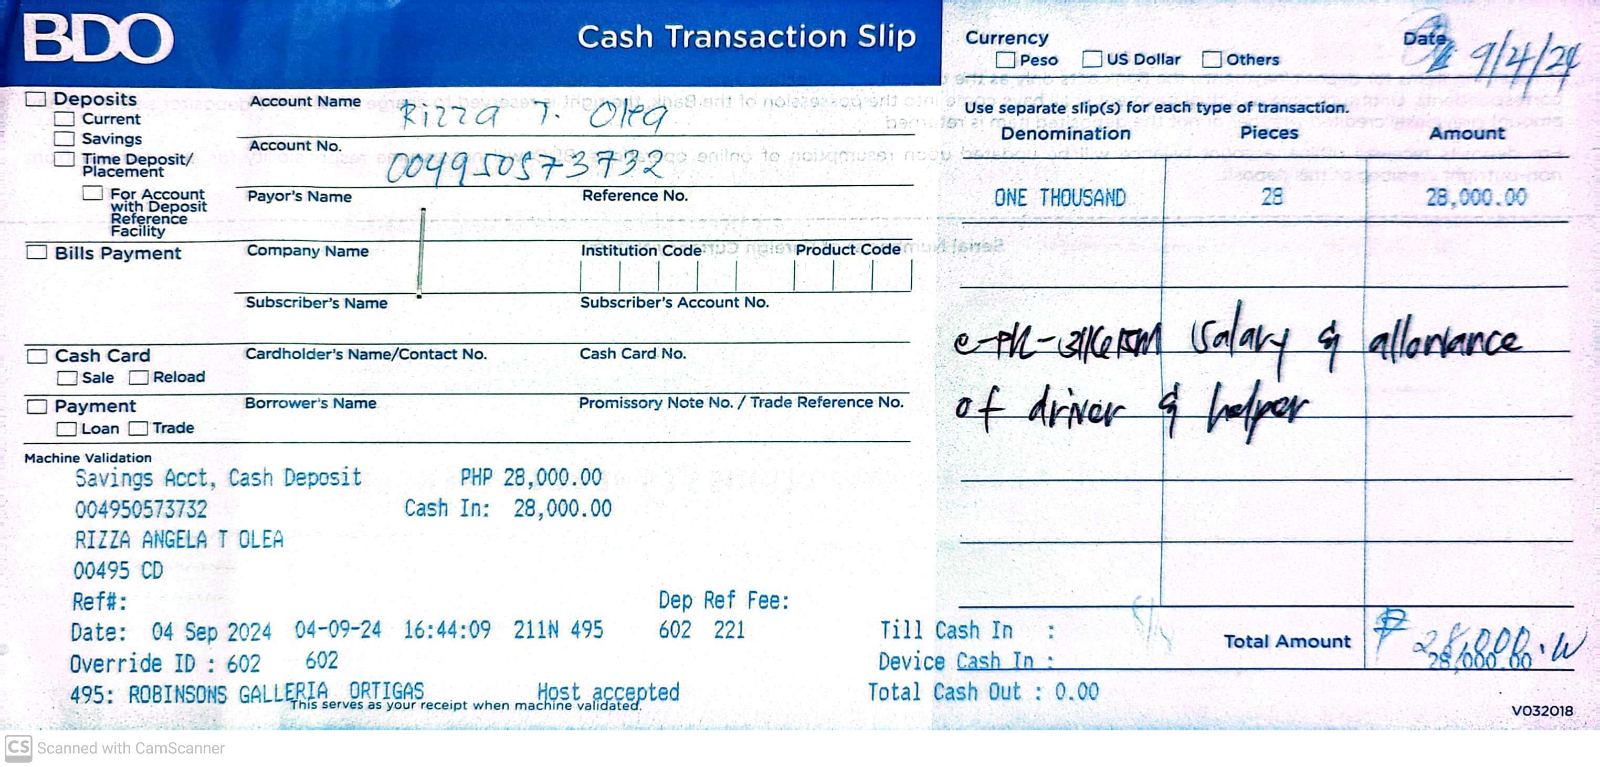 BDO
Cash Transaction Slip
Currency
Peso US Dollar Others
Date 9/4/24
Deposits
Current
Savings
Time Deposit/
Placement
For Account
with Deposit
Reference
Facility
Account Name Rizza T. Olea
Account No. 004950573732
Payor's Name Reference No.
Bills Payment
Company Name Institution Code Product Code
Subscriber's Name Subscriber's Account No.
Cash Card
Sale Reload
Cardholder's Name/Contact No. Cash Card No.
Payment
Loan Trade
Borrower's Name Promissory Note No. / Trade Reference No.
Use separate slip(s) for each type of transaction.
Denomination Pieces Amount
ONE THOUSAND 28 28,000.00
salary & allowance
of driver & helper
Total Amount ₱ 28,000.00
28,000.00
Machine Validation
Savings Acct, Cash Deposit PHP 28,000.00
004950573732 Cash In: 28,000.00
RIZZA ANGELA T OLEA
00495 CD
Ref#: Dep Ref Fee:
Date: 04 Sep 2024 04-09-24 16:44:09 211N 495 602 221 Till Cash In :
Override ID : 602 602 Device Cash In :
495: ROBINSONS GALLERIA ORTIGAS Host accepted Total Cash Out : 0.00
This serves as your receipt when machine validated.
V032018
CS Scanned with CamScanner